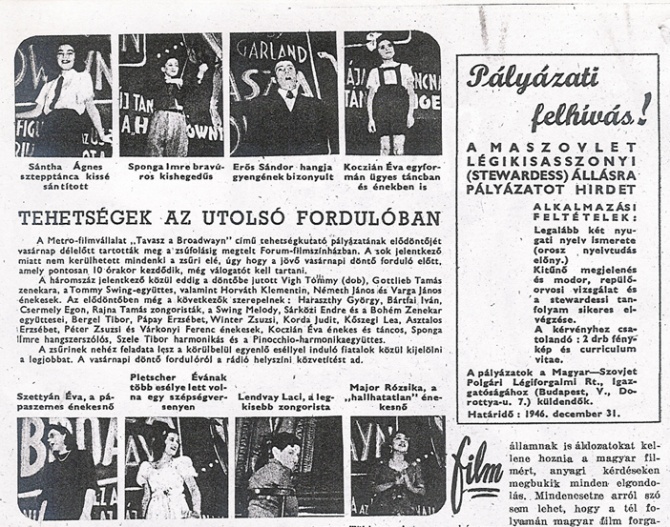 GARLAND
Sántha Ágnes
sztepptánca kissé
sántított
Sponga Imre bravú-
ros kishegedűs
Erős Sándor hangja
gyengének bizonyult
Koczián Éva egyfor-
mán ügyes táncban
és énekben is
TEHETSÉGEK AZ UTOLSÓ FORDULÓBAN
A Metro-filmvállalat „Tavasz a Broadwayn" című tehetségkutató pályázatának elődöntőjét
vasárnap délelőtt tartották meg a zsúfolásig megtelt Forum-filmszínházban. A sok jelentkező
miatt nem kerülhetett mindenki a zsűri elé, úgy hogy a jövő vasárnapi döntő forduló előtt,
amely pontosan 10 órakor kezdődik, még válogatót kell tartani.
A háromszáz jelentkező közül eddig a döntőbe jutott Vigh Tommy (dob), Gottlieb Tamás
zenekara, a Tommy Swing-együttes, valamint Horváth Klementin, Németh János és Varga János
énekesek. Az elődöntőben még a következők szerepelnek: Haraszthy György, Bártfai Iván,
Csermely Egon, Rajna Tamás zongoristák, a Swing Melody, Sárközi Endre és a Bohém Zenekar
együttesei, Bergel Tibor, Pápay Erzsébet, Winter Zsuzsi, Korda Judit, Kőszegi Lea, Asztalos
Erzsébet, Péter Zsuzsi és Várkonyi Ferenc énekesek, Koczián Éva énekes és táncos, Sponga
Imre hangszerszólós, Szele Tibor harmonikás és a Pinocchio-harmonikaegyüttes.
A zsűrinek nehéz feladata lesz a körülbelül egyenlő eséllyel induló fiatalok közül kijelölni
a legjobbat. A vasárnapi döntő fordulóról a rádió helyszíni közvetítést ad.
Szettyán Éva, a pá-
paszemes énekesnő
Pletscher Évának
több esélye lett vol-
na egy szépségver-
senyen
Lendvay Laci, a leg-
kisebb zongorista
Major Rózsika, a
„hallhatatlan" éne-
kesnő
Pályázati
felhívás!
A MASZOVLET
LÉGIKISASSZONYI
(STEWARDESS) ÁLLÁSRA
PÁLYÁZATOT HIRDET
ALKALMAZÁSI
FELTÉTELEK:
Legalább két nyu-
gati nyelv ismerete
(orosz nyelvtudás
előny.)
Kitűnő megjelenés
és modor, repülőor-
vosi vizsgálat és
a stewardessi tan-
folyam sikeres el-
végzése.
A kérvényhez csa-
tolandó: 2 drb fény-
kép és curriculum
vitae.
A pályázatok a Magyar—Szovjet
Polgári Légiforgalmi Rt., Igaz-
gatóságához (Budapest, V., Do-
rottya-u. 7.) küldendők.
Határidő: 1946. december 31.
film
államnak is áldozatokat kel-
lene hoznia a magyar fil-
mért, anyagi kérdéseken
megbukik minden elgondo-
lás. Mindenesetre arról szó
sem lehet, hogy a tél fo-
lyamán magyar film forga-